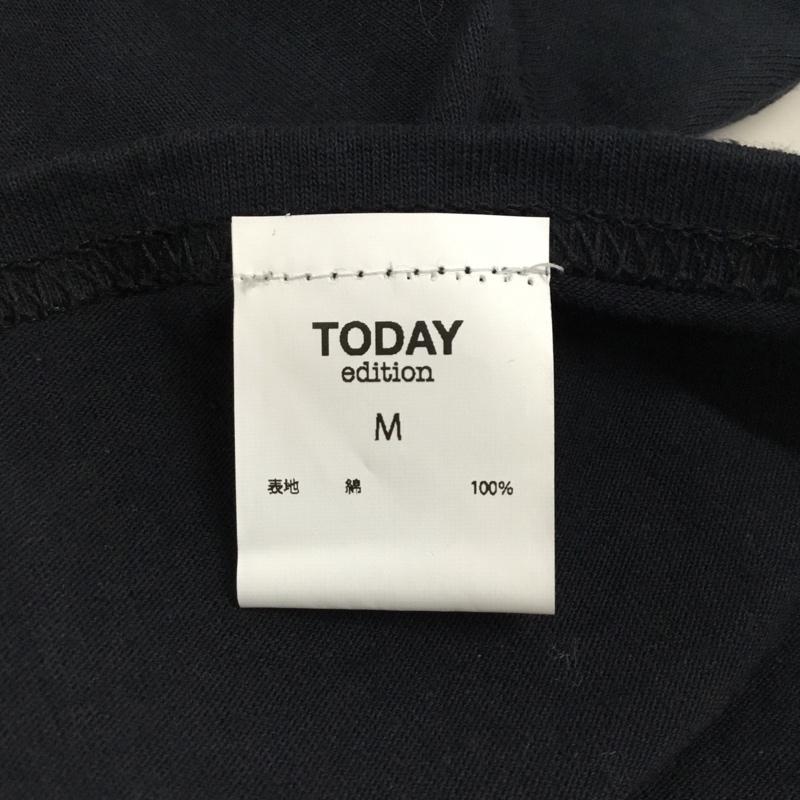 TODAY
edition
M
表地 綿 100%